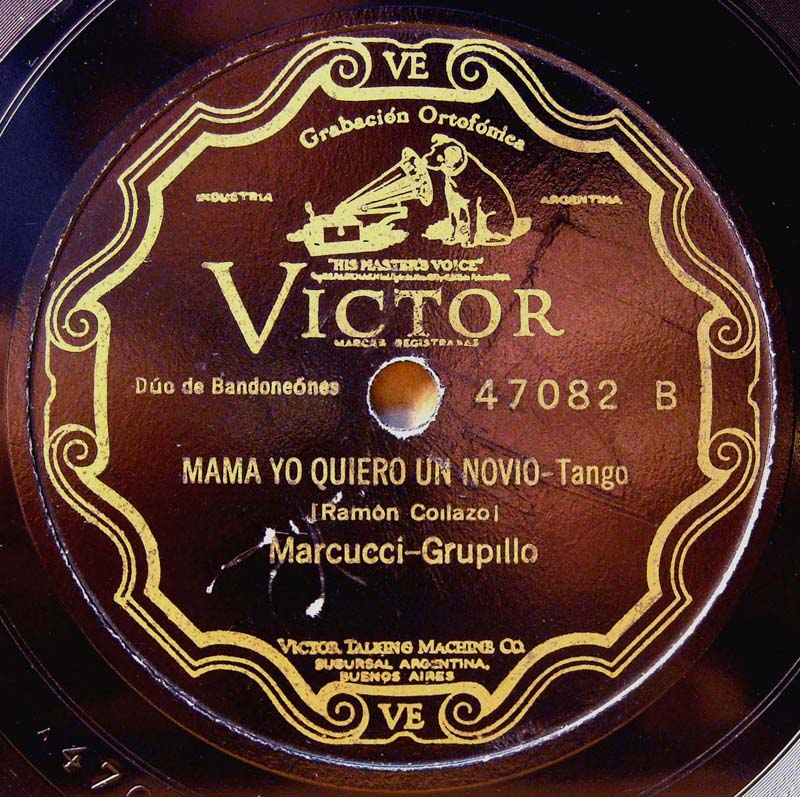 VE
Grabación Ortofónica
INDUSTRIA ARGENTINA
"HIS MASTER'S VOICE"
VICTOR
MARCAS REGISTRADAS
Dúo de Bandoneónes 47082 B
MAMA YO QUIERO UN NOVIO-Tango
(Ramón Collazo)
Marcucci-Grupillo
VICTOR TALKING MACHINE CO.
SUCURSAL ARGENTINA,
BUENOS AIRES
VE